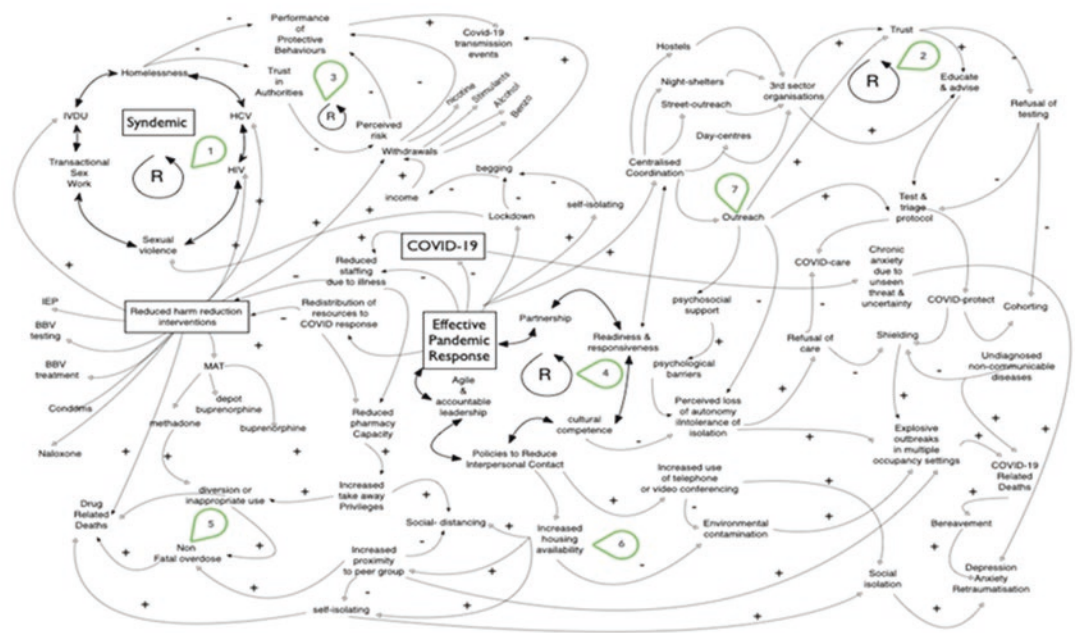 Performance
of
Protective
Behaviours
Covid-19
transmission
events
Trust
in
Authorities
3
R
Perceived
risk
nicotine
Stimulants
Alcohol
Benzo
Withdrawals
income
begging
Lockdown
self-isolating
Homelessness
IVDU
HCV
Syndemic
1
R
Transactional
Sex
Work
HIV
Sexual
violence
COVID-19
Reduced
staffing
due to illness
Redistribution of
resources to
COVID response
Reduced harm reduction
interventions
IEP
BBV
testing
BBV
treatment
Condoms
Naloxone
MAT
depot
buprenorphine
methadone
buprenorphine
Effective
Pandemic
Response
Agile
&
accountable
leadership
Partnership
Readiness &
responsiveness
R
4
cultural
competence
Policies to Reduce
Interpersonal Contact
Reduced
pharmacy
Capacity
Increased
take away
Privileges
diversion or
inappropriate use
Drug
Related
Deaths
5
Non
Fatal overdose
Social- distancing
Increased
proximity
to peer group
self-isolating
Increased
housing
availability
6
Increased use
of telephone
or video conferencing
Environmental
contamination
Hostels
Night-shelters
Street-outreach
3rd sector
organisations
Day-centres
Centralised
Coordination
7
Outreach
Trust
2
R
Educate
& advise
Refusal of
testing
Test &
triage
protocol
COVID-care
Chronic
anxiety
due to
unseen
threat &
uncertainty
COVID-protect
Cohorting
psychosocial
support
psychological
barriers
Refusal of
care
Shielding
Undiagnosed
non-communicable
diseases
Perceived loss
of autonomy
iIntolerance of
isolation
Explosive
outbreaks
in multiple
occupancy settings
COVID-19
Related
Deaths
Bereavement
Social
isolation
Depression
Anxiety
Retraumatisation